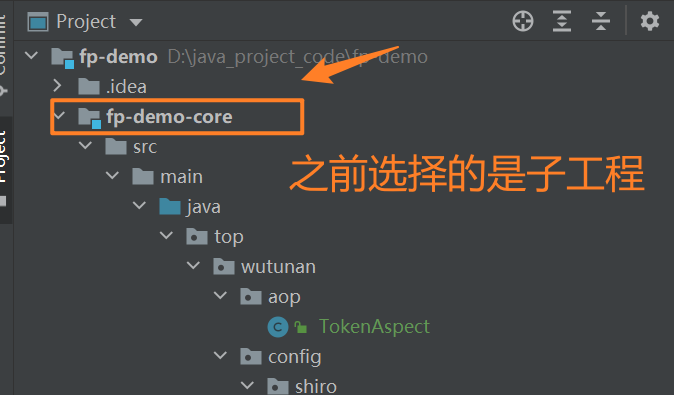 Project
fp-demo D:\java_project_code\fp-demo
.idea
fp-demo-core
src
之前选择的是子工程
main
java
top
wutunan
aop
TokenAspect
config
shiro
Project